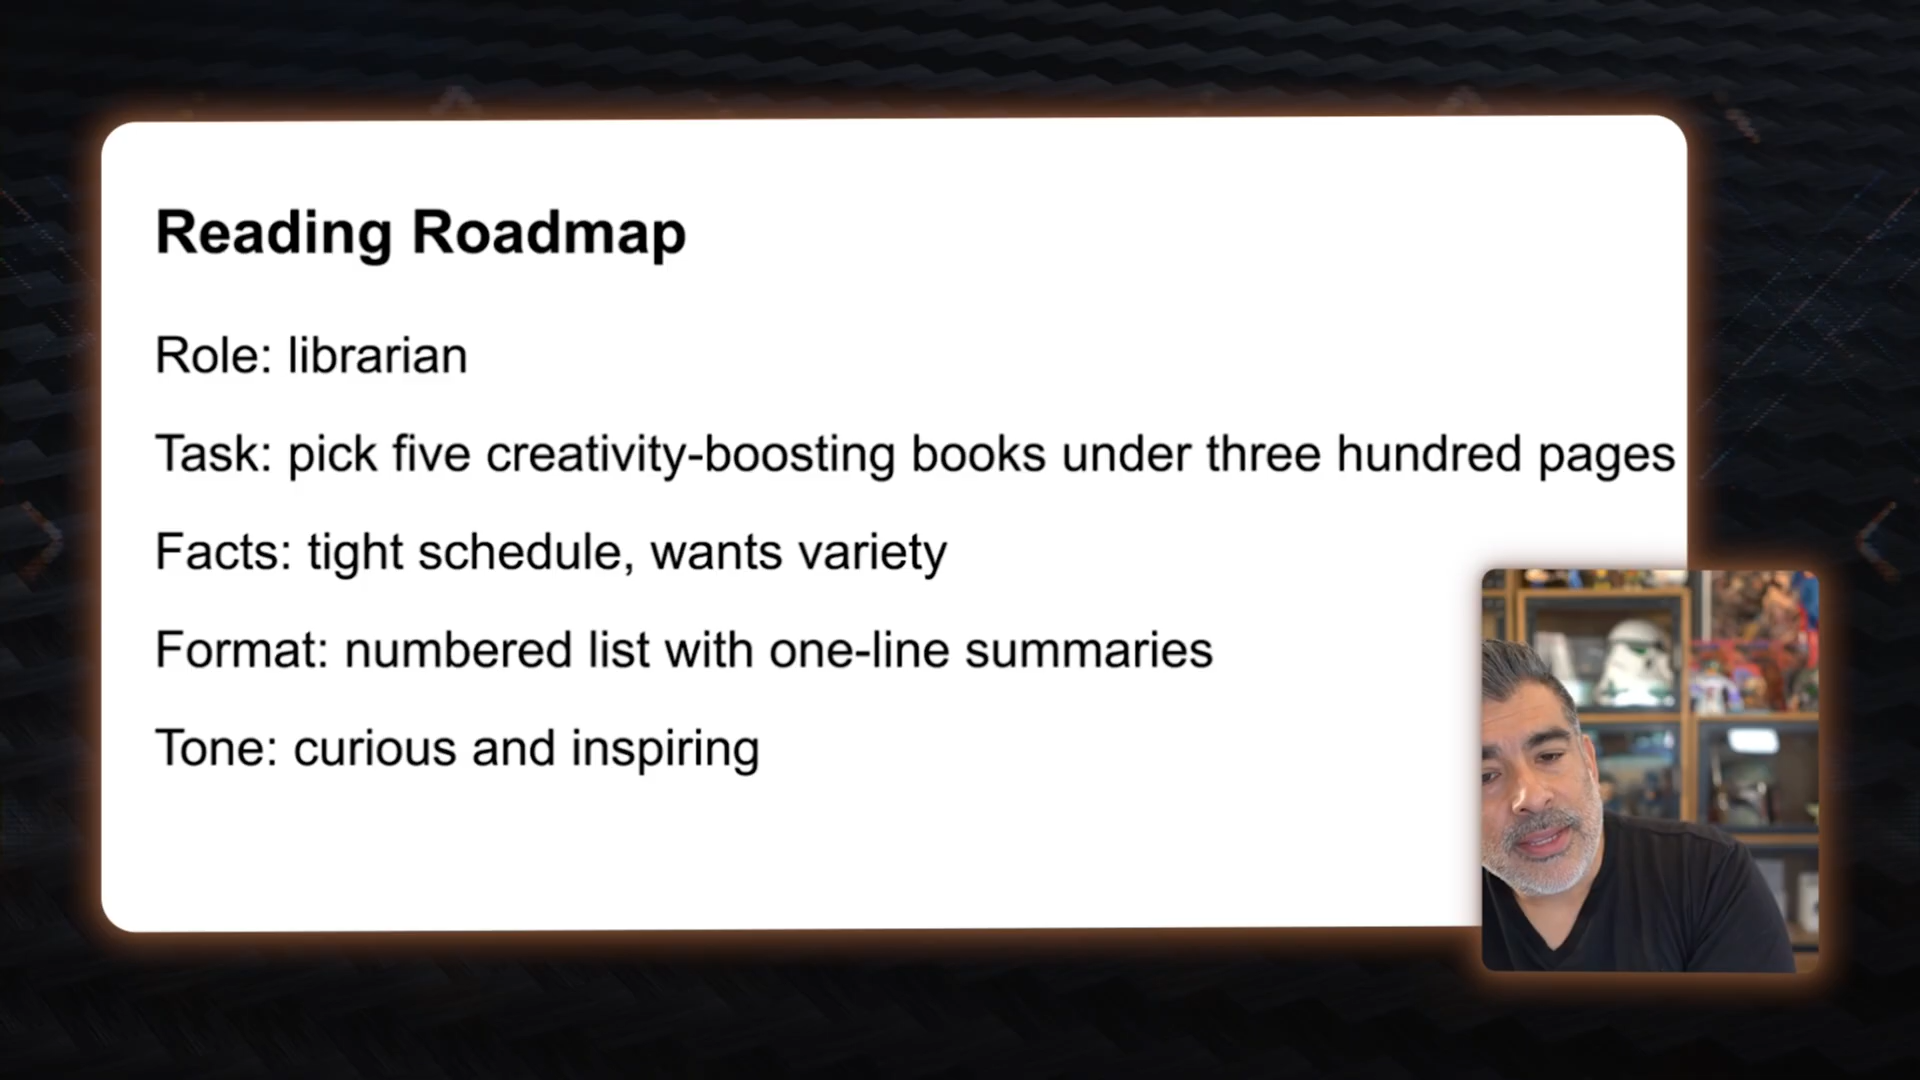 Reading Roadmap
Role: librarian
Task: pick five creativity-boosting books under three hundred pages
Facts: tight schedule, wants variety
Format: numbered list with one-line summaries
Tone: curious and inspiring